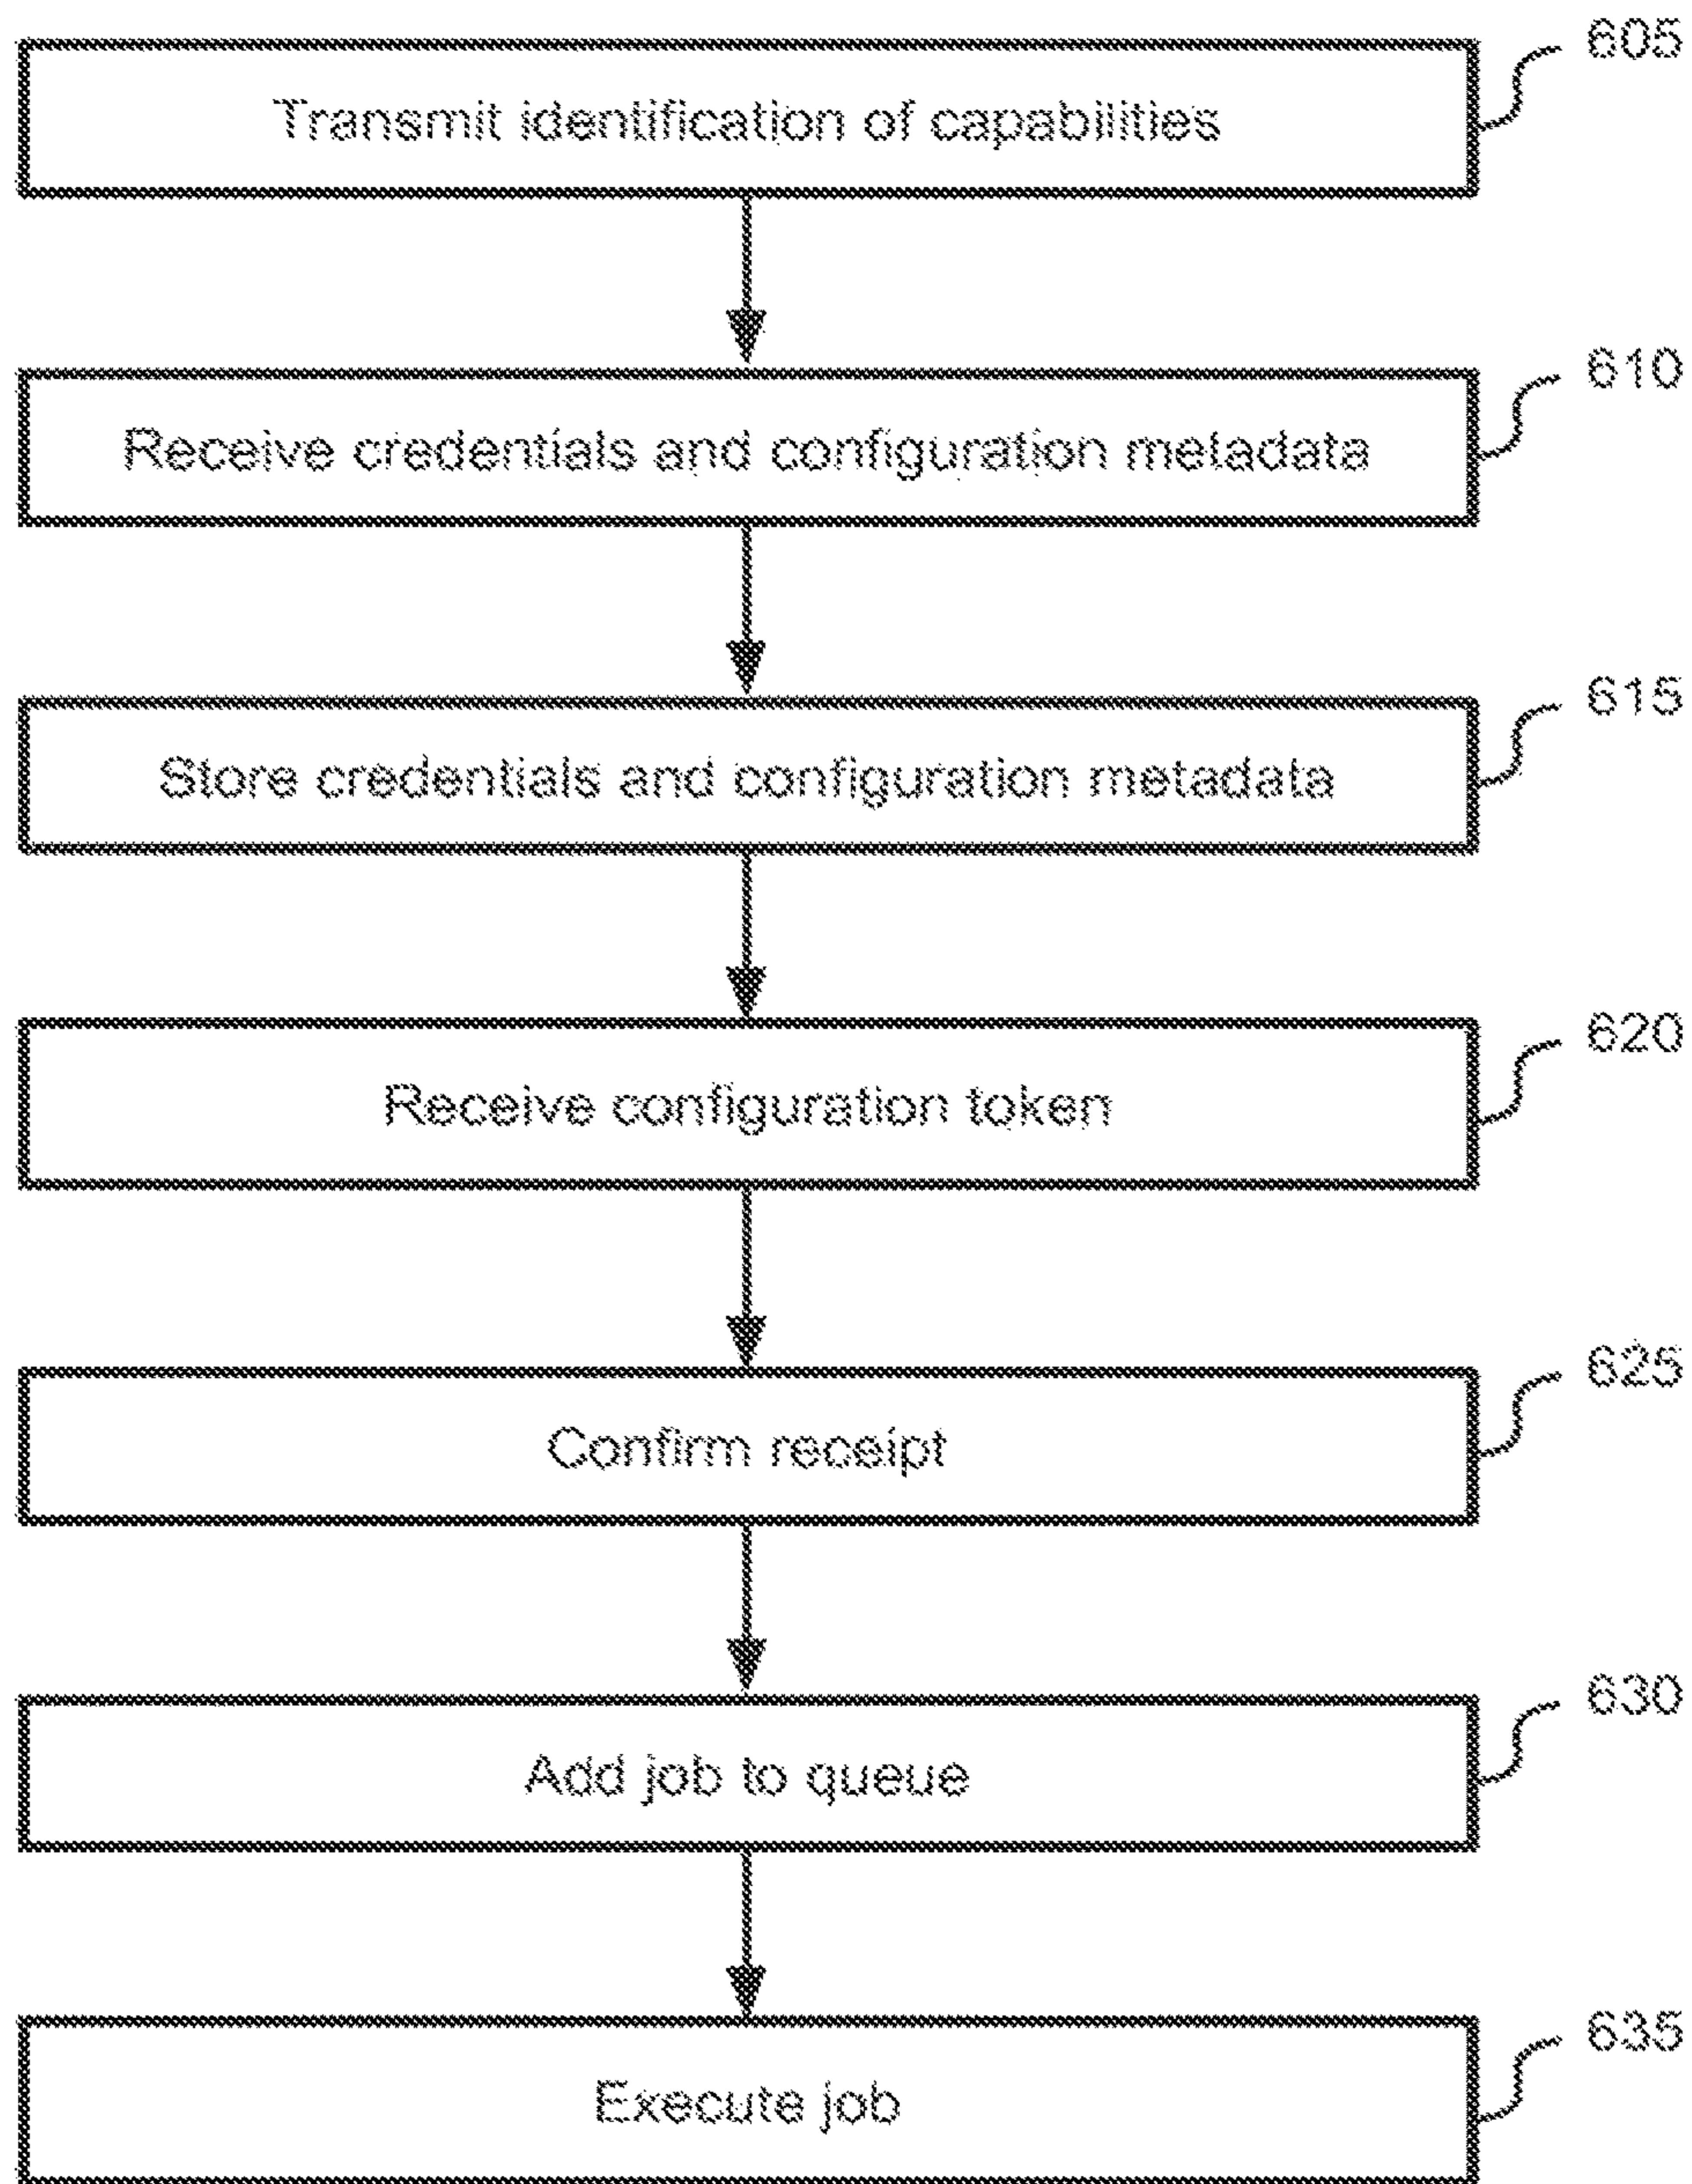 605
Transmit identification of capabilities
610
Receive credentials and configuration metadata
615
Store credentials and configuration metadata
620
Receive configuration token
625
Confirm receipt
630
Add job to queue
635
Execute job